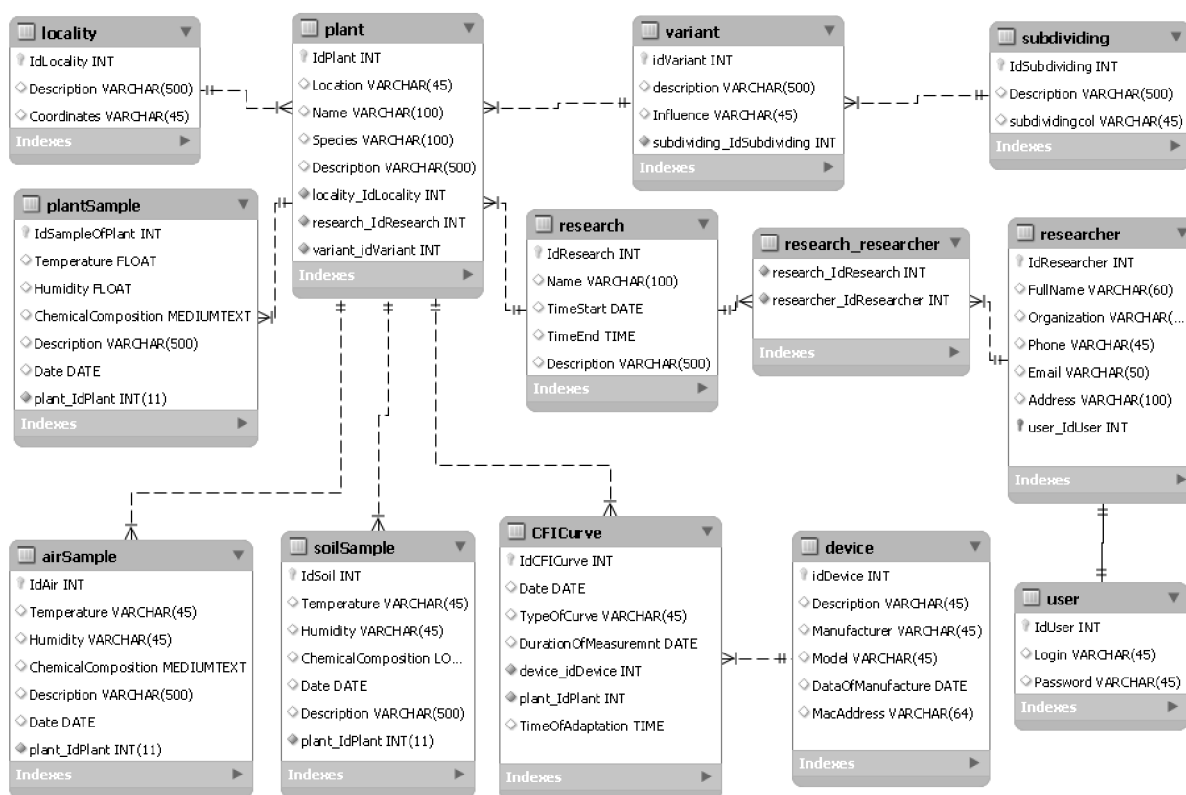 locality
IdLocality INT
Description VARCHAR(500)
Coordinates VARCHAR(45)
Indexes
plant
IdPlant INT
Location VARCHAR(45)
Name VARCHAR(100)
Species VARCHAR(100)
Description VARCHAR(500)
locality_IdLocality INT
research_IdResearch INT
variant_idVariant INT
Indexes
variant
idVariant INT
description VARCHAR(500)
Influence VARCHAR(45)
subdividing_IdSubdividing INT
Indexes
subdividing
IdSubdividing INT
Description VARCHAR(500)
subdividingcol VARCHAR(45)
Indexes
plantSample
IdSampleOfPlant INT
Temperature FLOAT
Humidity FLOAT
ChemicalComposition MEDIUMTEXT
Description VARCHAR(500)
Date DATE
plant_IdPlant INT(11)
Indexes
research
IdResearch INT
Name VARCHAR(100)
TimeStart DATE
TimeEnd TIME
Description VARCHAR(500)
Indexes
research_researcher
research_IdResearch INT
researcher_IdResearcher INT
Indexes
researcher
IdResearcher INT
FullName VARCHAR(60)
Organization VARCHAR(...
Phone VARCHAR(45)
Email VARCHAR(50)
Address VARCHAR(100)
user_IdUser INT
Indexes
airSample
IdAir INT
Temperature VARCHAR(45)
Humidity VARCHAR(45)
ChemicalComposition MEDIUMTEXT
Description VARCHAR(500)
Date DATE
plant_IdPlant INT(11)
Indexes
soilSample
IdSoil INT
Temperature VARCHAR(45)
Humidity VARCHAR(45)
ChemicalComposition LO...
Date DATE
Description VARCHAR(500)
plant_IdPlant INT(11)
Indexes
CFICurve
IdCFICurve INT
Date DATE
TypeOfCurve VARCHAR(45)
DurationOfMeasuremnt DATE
device_idDevice INT
plant_IdPlant INT
TimeOfAdaptation TIME
Indexes
device
idDevice INT
Description VARCHAR(45)
Manufacturer VARCHAR(45)
Model VARCHAR(45)
DataOfManufacture DATE
MacAddress VARCHAR(64)
Indexes
user
IdUser INT
Login VARCHAR(45)
Password VARCHAR(45)
Indexes